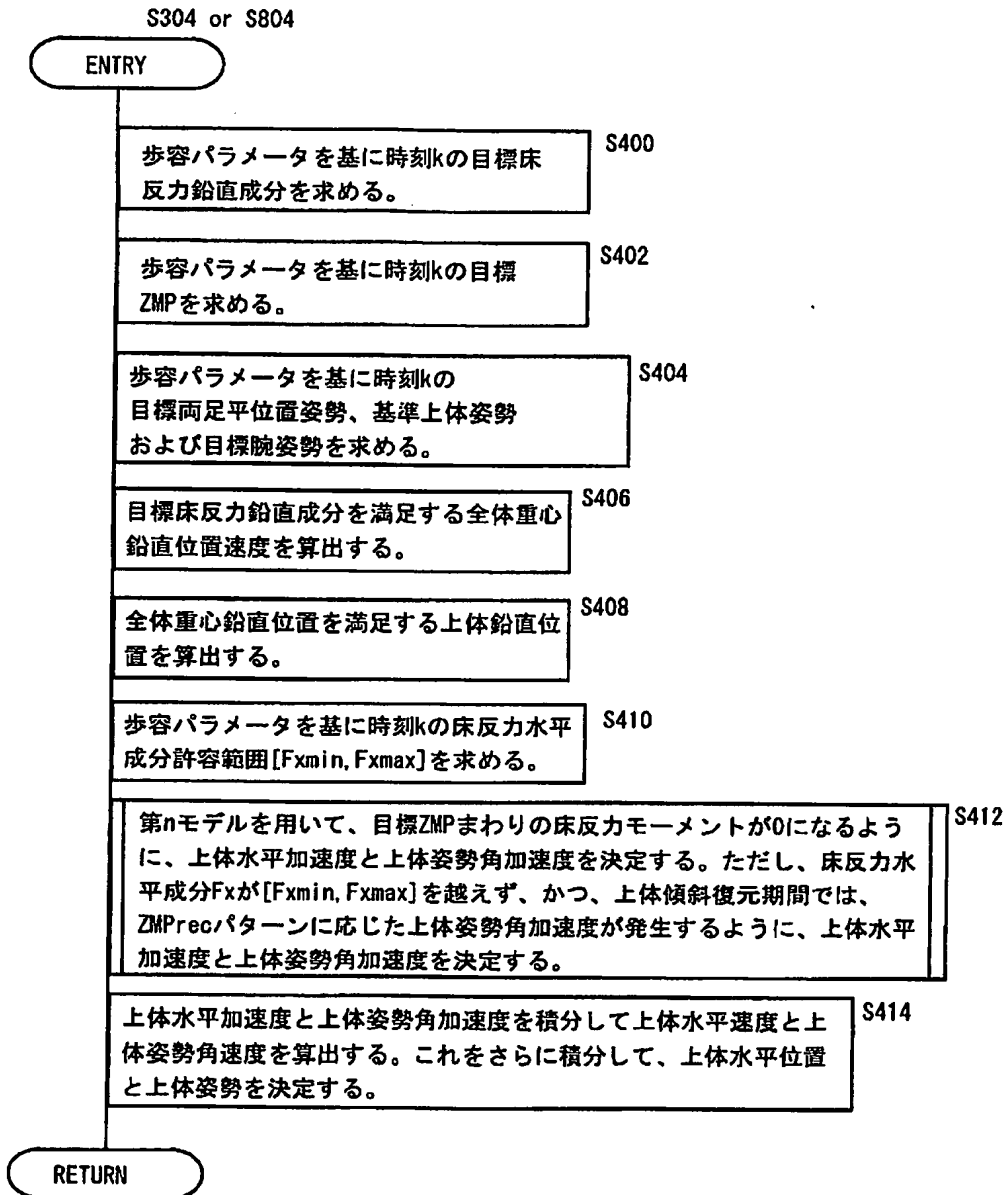 S304 or S804
ENTRY
S400
歩容パラメータを基に時刻kの目標床
反力鉛直成分を求める。
S402
歩容パラメータを基に時刻kの目標
ZMPを求める。
S404
歩容パラメータを基に時刻kの
目標両足平位置姿勢、基準上体姿勢
および目標腕姿勢を求める。
S406
目標床反力鉛直成分を満足する全体重心
鉛直位置速度を算出する。
S408
全体重心鉛直位置を満足する上体鉛直位
置を算出する。
S410
歩容パラメータを基に時刻kの床反力水平
成分許容範囲[Fxmin,Fxmax]を求める。
S412
第nモデルを用いて、目標ZMPまわりの床反力モーメントが0になるよう
に、上体水平加速度と上体姿勢角加速度を決定する。ただし、床反力水
平成分Fxが[Fxmin,Fxmax]を越えず、かつ、上体傾斜復元期間では、
ZMPrecパターンに応じた上体姿勢角加速度が発生するように、上体水平
加速度と上体姿勢角加速度を決定する。
S414
上体水平加速度と上体姿勢角加速度を積分して上体水平速度と上
体姿勢角速度を算出する。これをさらに積分して、上体水平位置
と上体姿勢を決定する。
RETURN